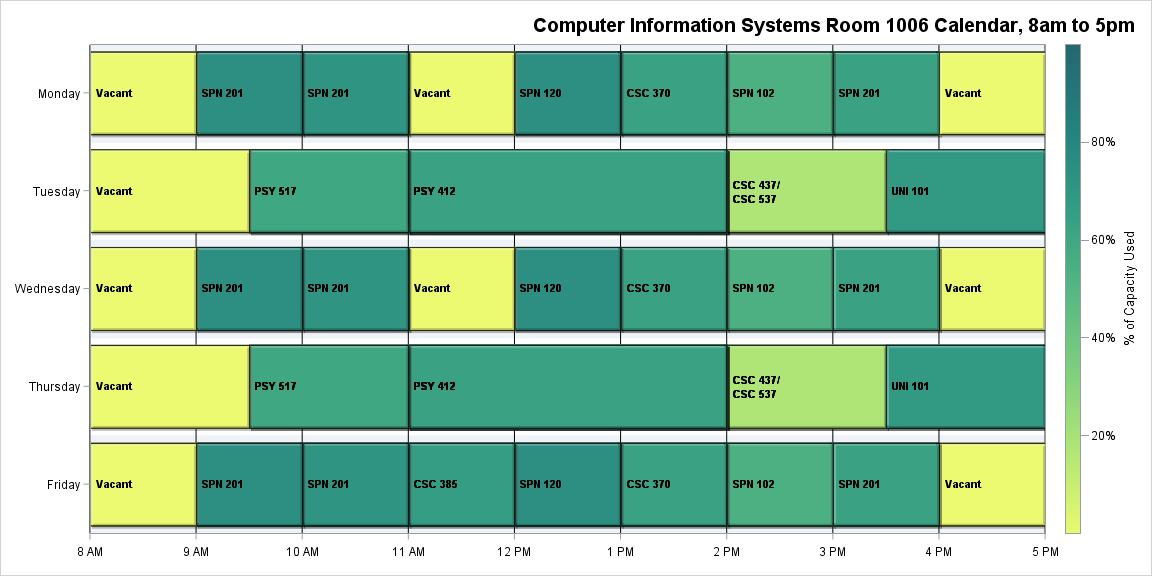 Computer Information Systems Room 1006 Calendar, 8am to 5pm
Monday
Vacant
SPN 201
SPN 201
Vacant
SPN 120
CSC 370
SPN 102
SPN 201
Vacant
Tuesday
Vacant
PSY 517
PSY 412
CSC 437/
CSC 537
UNI 101
Wednesday
Vacant
SPN 201
SPN 201
Vacant
SPN 120
CSC 370
SPN 102
SPN 201
Vacant
Thursday
Vacant
PSY 517
PSY 412
CSC 437/
CSC 537
UNI 101
Friday
Vacant
SPN 201
SPN 201
CSC 385
SPN 120
CSC 370
SPN 102
SPN 201
Vacant
8 AM
9 AM
10 AM
11 AM
12 PM
1 PM
2 PM
3 PM
4 PM
5 PM
80%
60%
40%
20%
% of Capacity Used